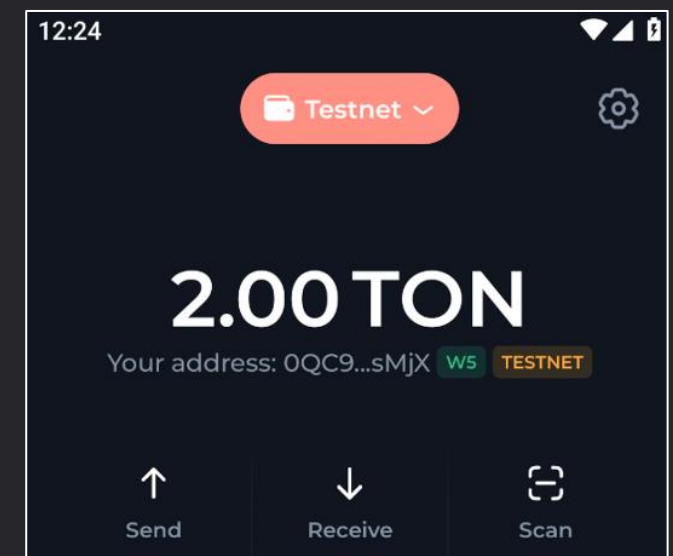 12:24
Testnet
2.00 TON
Your address: 0QC9...sMjX W5 TESTNET
Send Receive Scan